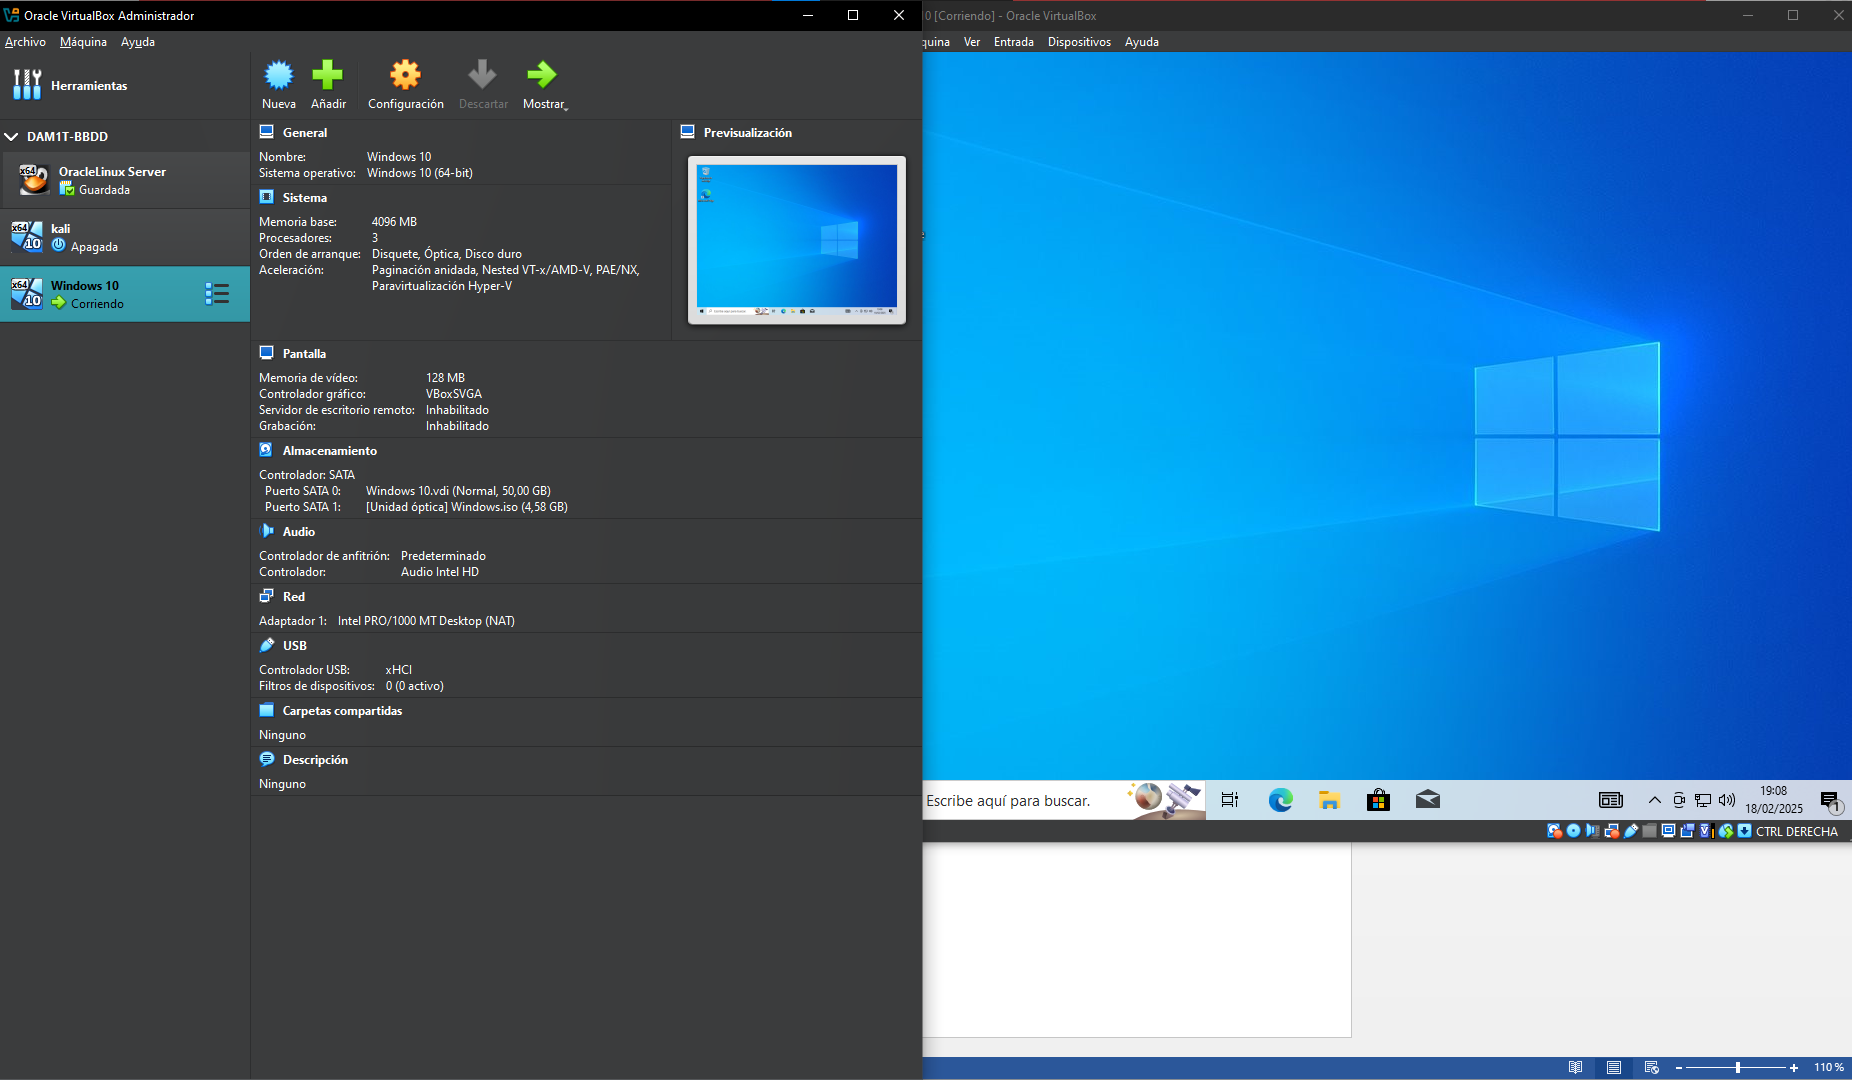 Oracle VirtualBox Administrador
Archivo Máquina Ayuda
Herramientas
Nueva Añadir Configuración Descartar Mostrar
DAM1T-BBDD
x64
OracleLinux Server
Guardada
x64
10
kali
Apagada
x64
10
Windows 10
Corriendo
General
Nombre: Windows 10
Sistema operativo: Windows 10 (64-bit)
Sistema
Memoria base: 4096 MB
Procesadores: 3
Orden de arranque: Disquete, Óptica, Disco duro
Aceleración: Paginación anidada, Nested VT-x/AMD-V, PAE/NX,
Paravirtualización Hyper-V
Previsualización
Pantalla
Memoria de vídeo: 128 MB
Controlador gráfico: VBoxSVGA
Servidor de escritorio remoto: Inhabilitado
Grabación: Inhabilitado
Almacenamiento
Controlador: SATA
Puerto SATA 0: Windows 10.vdi (Normal, 50,00 GB)
Puerto SATA 1: [Unidad óptica] Windows.iso (4,58 GB)
Audio
Controlador de anfitrión: Predeterminado
Controlador: Audio Intel HD
Red
Adaptador 1: Intel PRO/1000 MT Desktop (NAT)
USB
Controlador USB: xHCI
Filtros de dispositivos: 0 (0 activo)
Carpetas compartidas
Ninguno
Descripción
Ninguno
10 [Corriendo] - Oracle VirtualBox
quina Ver Entrada Dispositivos Ayuda
Escribe aquí para buscar.
19:08
18/02/2025
1
CTRL DERECHA
110 %